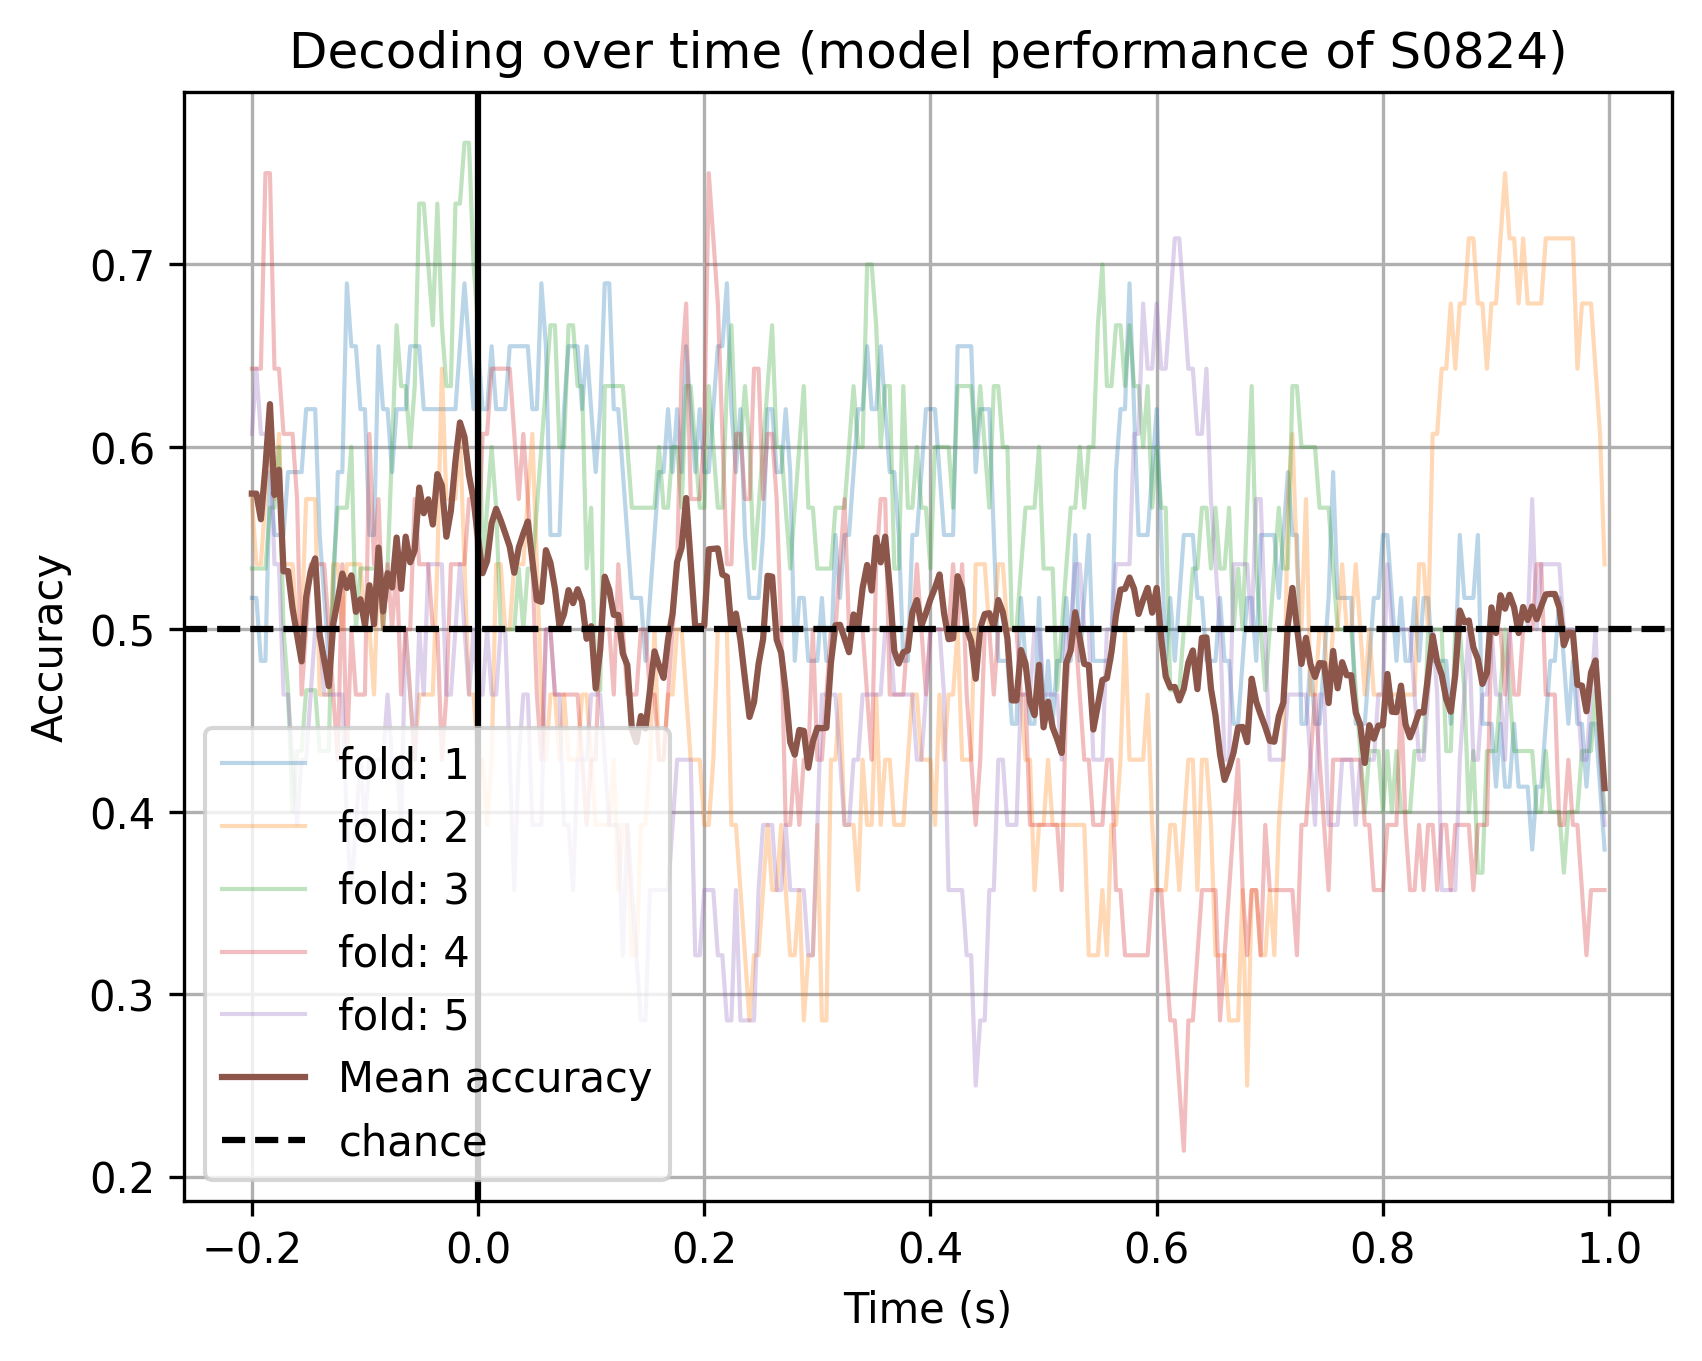 Decoding over time (model performance of S0824)
Accuracy
0.7
0.6
0.5
0.4
0.3
0.2
fold: 1
fold: 2
fold: 3
fold: 4
fold: 5
Mean accuracy
chance
−0.2 0.0 0.2 0.4 0.6 0.8 1.0
Time (s)